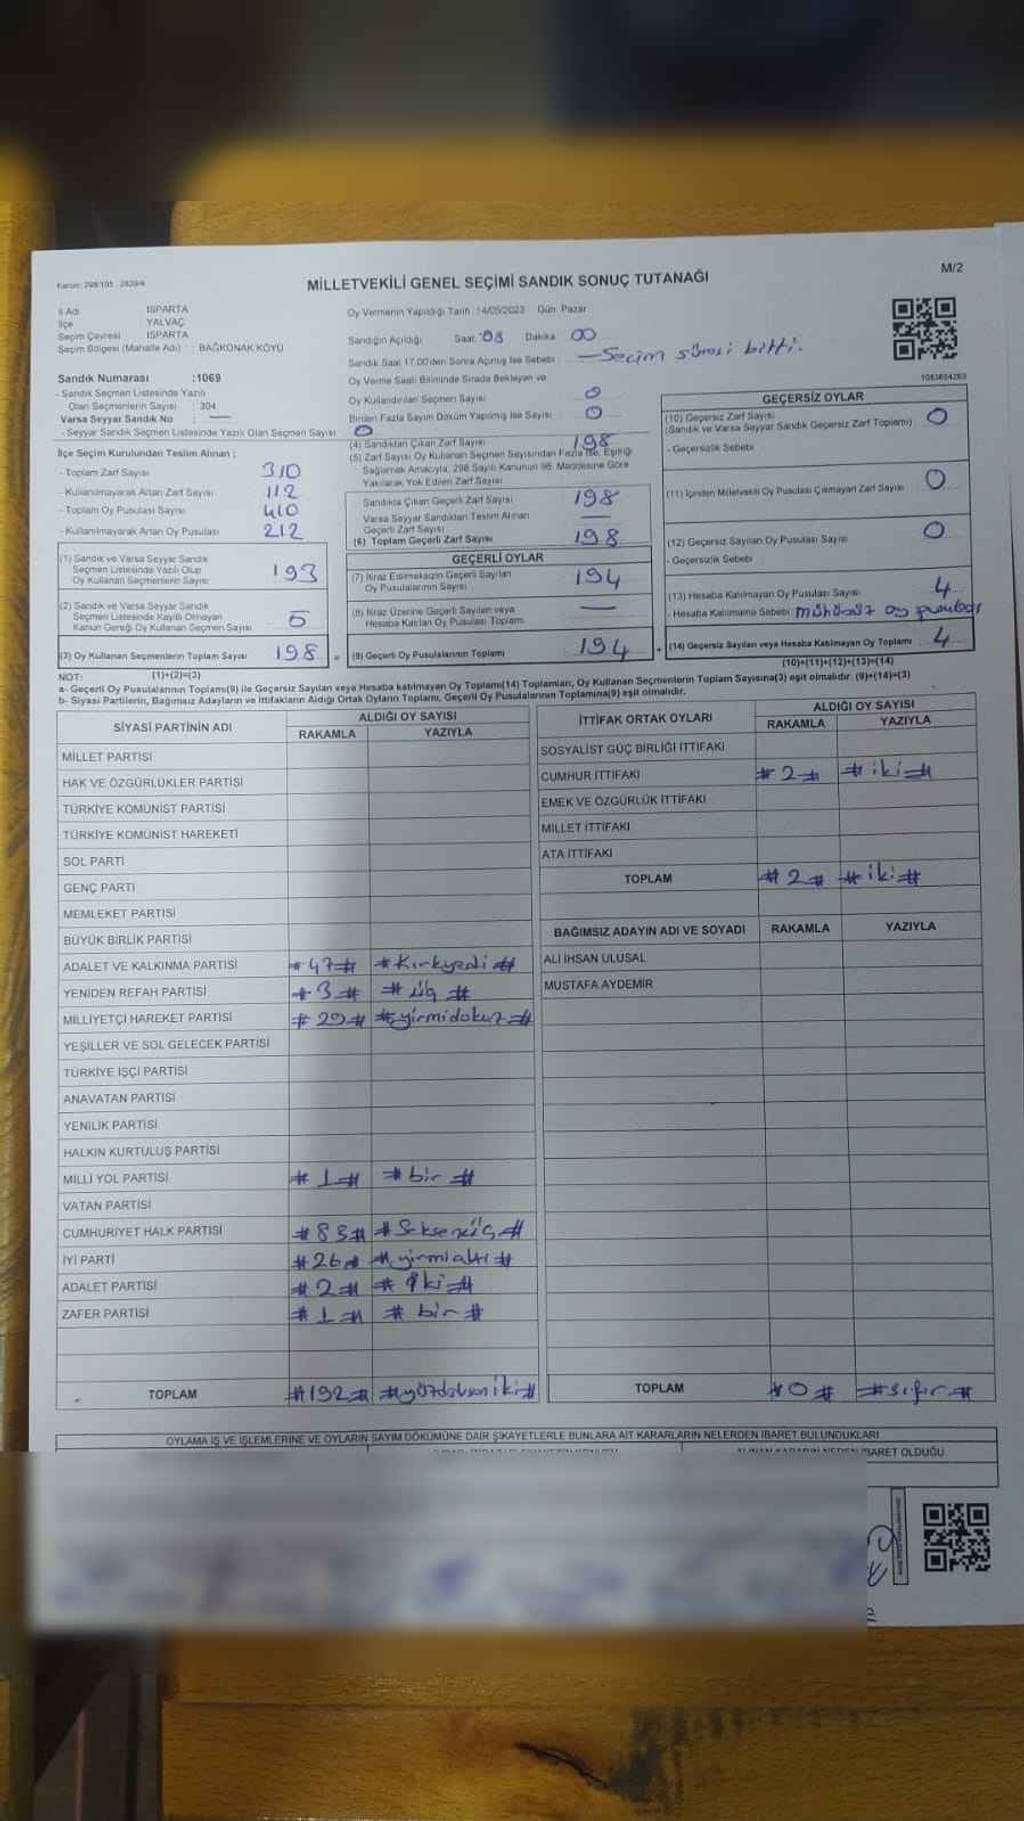 Kanun: 298/105 , 2839/4
M/2
MİLLETVEKİLİ GENEL SEÇİMİ SANDIK SONUÇ TUTANAĞI
İl Adı ISPARTA
İlçe YALVAÇ
Seçim Çevresi ISPARTA
Seçim Bölgesi (Mahalle Adı) : BAĞKONAK KÖYÜ
Sandık Numarası :1069
- Sandık Seçmen Listesinde Yazılı
Olan Seçmenlerin Sayısı : 304
Varsa Seyyar Sandık No : —
- Seyyar Sandık Seçmen Listesinde Yazılı Olan Seçmen Sayısı 0
İlçe Seçim Kurulundan Teslim Alınan ;
- Toplam Zarf Sayısı 310
- Kullanılmayarak Artan Zarf Sayısı 112
- Toplam Oy Pusulası Sayısı 410
- Kullanılmayarak Artan Oy Pusulası 212
(1) Sandık ve Varsa Seyyar Sandık
Seçmen Listesinde Yazılı Olup
Oy Kullanan Seçmenlerin Sayısı 193
(2) Sandık ve Varsa Seyyar Sandık
Seçmen Listesinde Kayıtlı Olmayan
Kanun Gereği Oy Kullanan Seçmen Sayısı 5
(3) Oy Kullanan Seçmenlerin Toplam Sayısı 198 =
Oy Vermenin Yapıldığı Tarih :14/05/2023 Gün: Pazar
Sandığın Açıldığı Saat: 08 Dakika 00
Sandık Saat 17.00'den Sonra Açılmış İse Sebebi : — Seçim süresi bitti.
Oy Verme Saati Bitiminde Sırada Bekleyen ve
Oy Kullandırılan Seçmen Sayısı 0
Birden Fazla Sayım Döküm Yapılmış İse Sayısı 0
(4) Sandıktan Çıkan Zarf Sayısı 198
(5) Zarf Sayısı Oy Kullanan Seçmen Sayısından Fazla İse, Eşitliği
Sağlamak Amacıyla, 298 Sayılı Kanunun 98. Maddesine Göre
Yakılarak Yok Edilen Zarf Sayısı
Sandıkta Çıkan Geçerli Zarf Sayısı 198
Varsa Seyyar Sandıktan Teslim Alınan
Geçerli Zarf Sayısı —
(6) Toplam Geçerli Zarf Sayısı 198
GEÇERLİ OYLAR
(7) İtiraz Edilmeksizin Geçerli Sayılan
Oy Pusulalarının Sayısı 194
(8) İtiraz Üzerine Geçerli Sayılan veya
Hesaba Katılan Oy Pusulası Toplamı —
(9) Geçerli Oy Pusulalarının Toplamı 194 +
1083694263
GEÇERSİZ OYLAR
(10) Geçersiz Zarf Sayısı
(Sandık ve Varsa Seyyar Sandık Geçersiz Zarf Toplamı) 0
- Geçersizlik Sebebi
(11) İçinden Milletvekili Oy Pusulası Çıkmayan Zarf Sayısı 0
(12) Geçersiz Sayılan Oy Pusulası Sayısı 0
- Geçersizlik Sebebi
(13) Hesaba Katılmayan Oy Pusulası Sayısı 4
- Hesaba Katılmama Sebebi mühürsüz oy pusulası
(14) Geçersiz Sayılan veya Hesaba Katılmayan Oy Toplamı 4
(10)+(11)+(12)+(13)=(14)
NOT: (1)+(2)=(3)
a- Geçerli Oy Pusulalarının Toplamı(9) ile Geçersiz Sayılan veya Hesaba katılmayan Oy Toplamı(14) Toplamları, Oy Kullanan Seçmenlerin Toplam Sayısına(3) eşit olmalıdır. (9)+(14)=(3)
b- Siyasi Partilerin, Bağımsız Adayların ve İttifakların Aldığı Ortak Oyların Toplamı, Geçerli Oy Pusulalarının Toplamına(9) eşit olmalıdır.
SİYASİ PARTİNİN ADI ALDIĞI OY SAYISI
RAKAMLA YAZIYLA
MİLLET PARTİSİ
HAK VE ÖZGÜRLÜKLER PARTİSİ
TÜRKİYE KOMÜNİST PARTİSİ
TÜRKİYE KOMÜNİST HAREKETİ
SOL PARTİ
GENÇ PARTİ
MEMLEKET PARTİSİ
BÜYÜK BİRLİK PARTİSİ
ADALET VE KALKINMA PARTİSİ #47# #Kırkyedi#
YENİDEN REFAH PARTİSİ #3# #üç#
MİLLİYETÇİ HAREKET PARTİSİ #29# #yirmidokuz#
YEŞİLLER VE SOL GELECEK PARTİSİ
TÜRKİYE İŞÇİ PARTİSİ
ANAVATAN PARTİSİ
YENİLİK PARTİSİ
HALKIN KURTULUŞ PARTİSİ
MİLLİ YOL PARTİSİ #1# #bir#
VATAN PARTİSİ
CUMHURİYET HALK PARTİSİ #83# #Seksenüç#
İYİ PARTİ #26# #yirmialtı#
ADALET PARTİSİ #2# #iki#
ZAFER PARTİSİ #1# #bir#
TOPLAM #192# #yüzdoksaniki#
İTTİFAK ORTAK OYLARI ALDIĞI OY SAYISI
RAKAMLA YAZIYLA
SOSYALİST GÜÇ BİRLİĞİ İTTİFAKI
CUMHUR İTTİFAKI #2# #iki#
EMEK VE ÖZGÜRLÜK İTTİFAKI
MİLLET İTTİFAKI
ATA İTTİFAKI
TOPLAM #2# #iki#
BAĞIMSIZ ADAYIN ADI VE SOYADI RAKAMLA YAZIYLA
ALİ İHSAN ULUSAL
MUSTAFA AYDEMİR
TOPLAM #0# #sıfır#
OYLAMA İŞ VE İŞLEMLERİNE VE OYLARIN SAYIM DÖKÜMÜNE DAİR ŞİKAYETLERLE BUNLARA AİT KARARLARIN NELERDEN İBARET BULUNDUKLARI
İBARET OLDUĞU